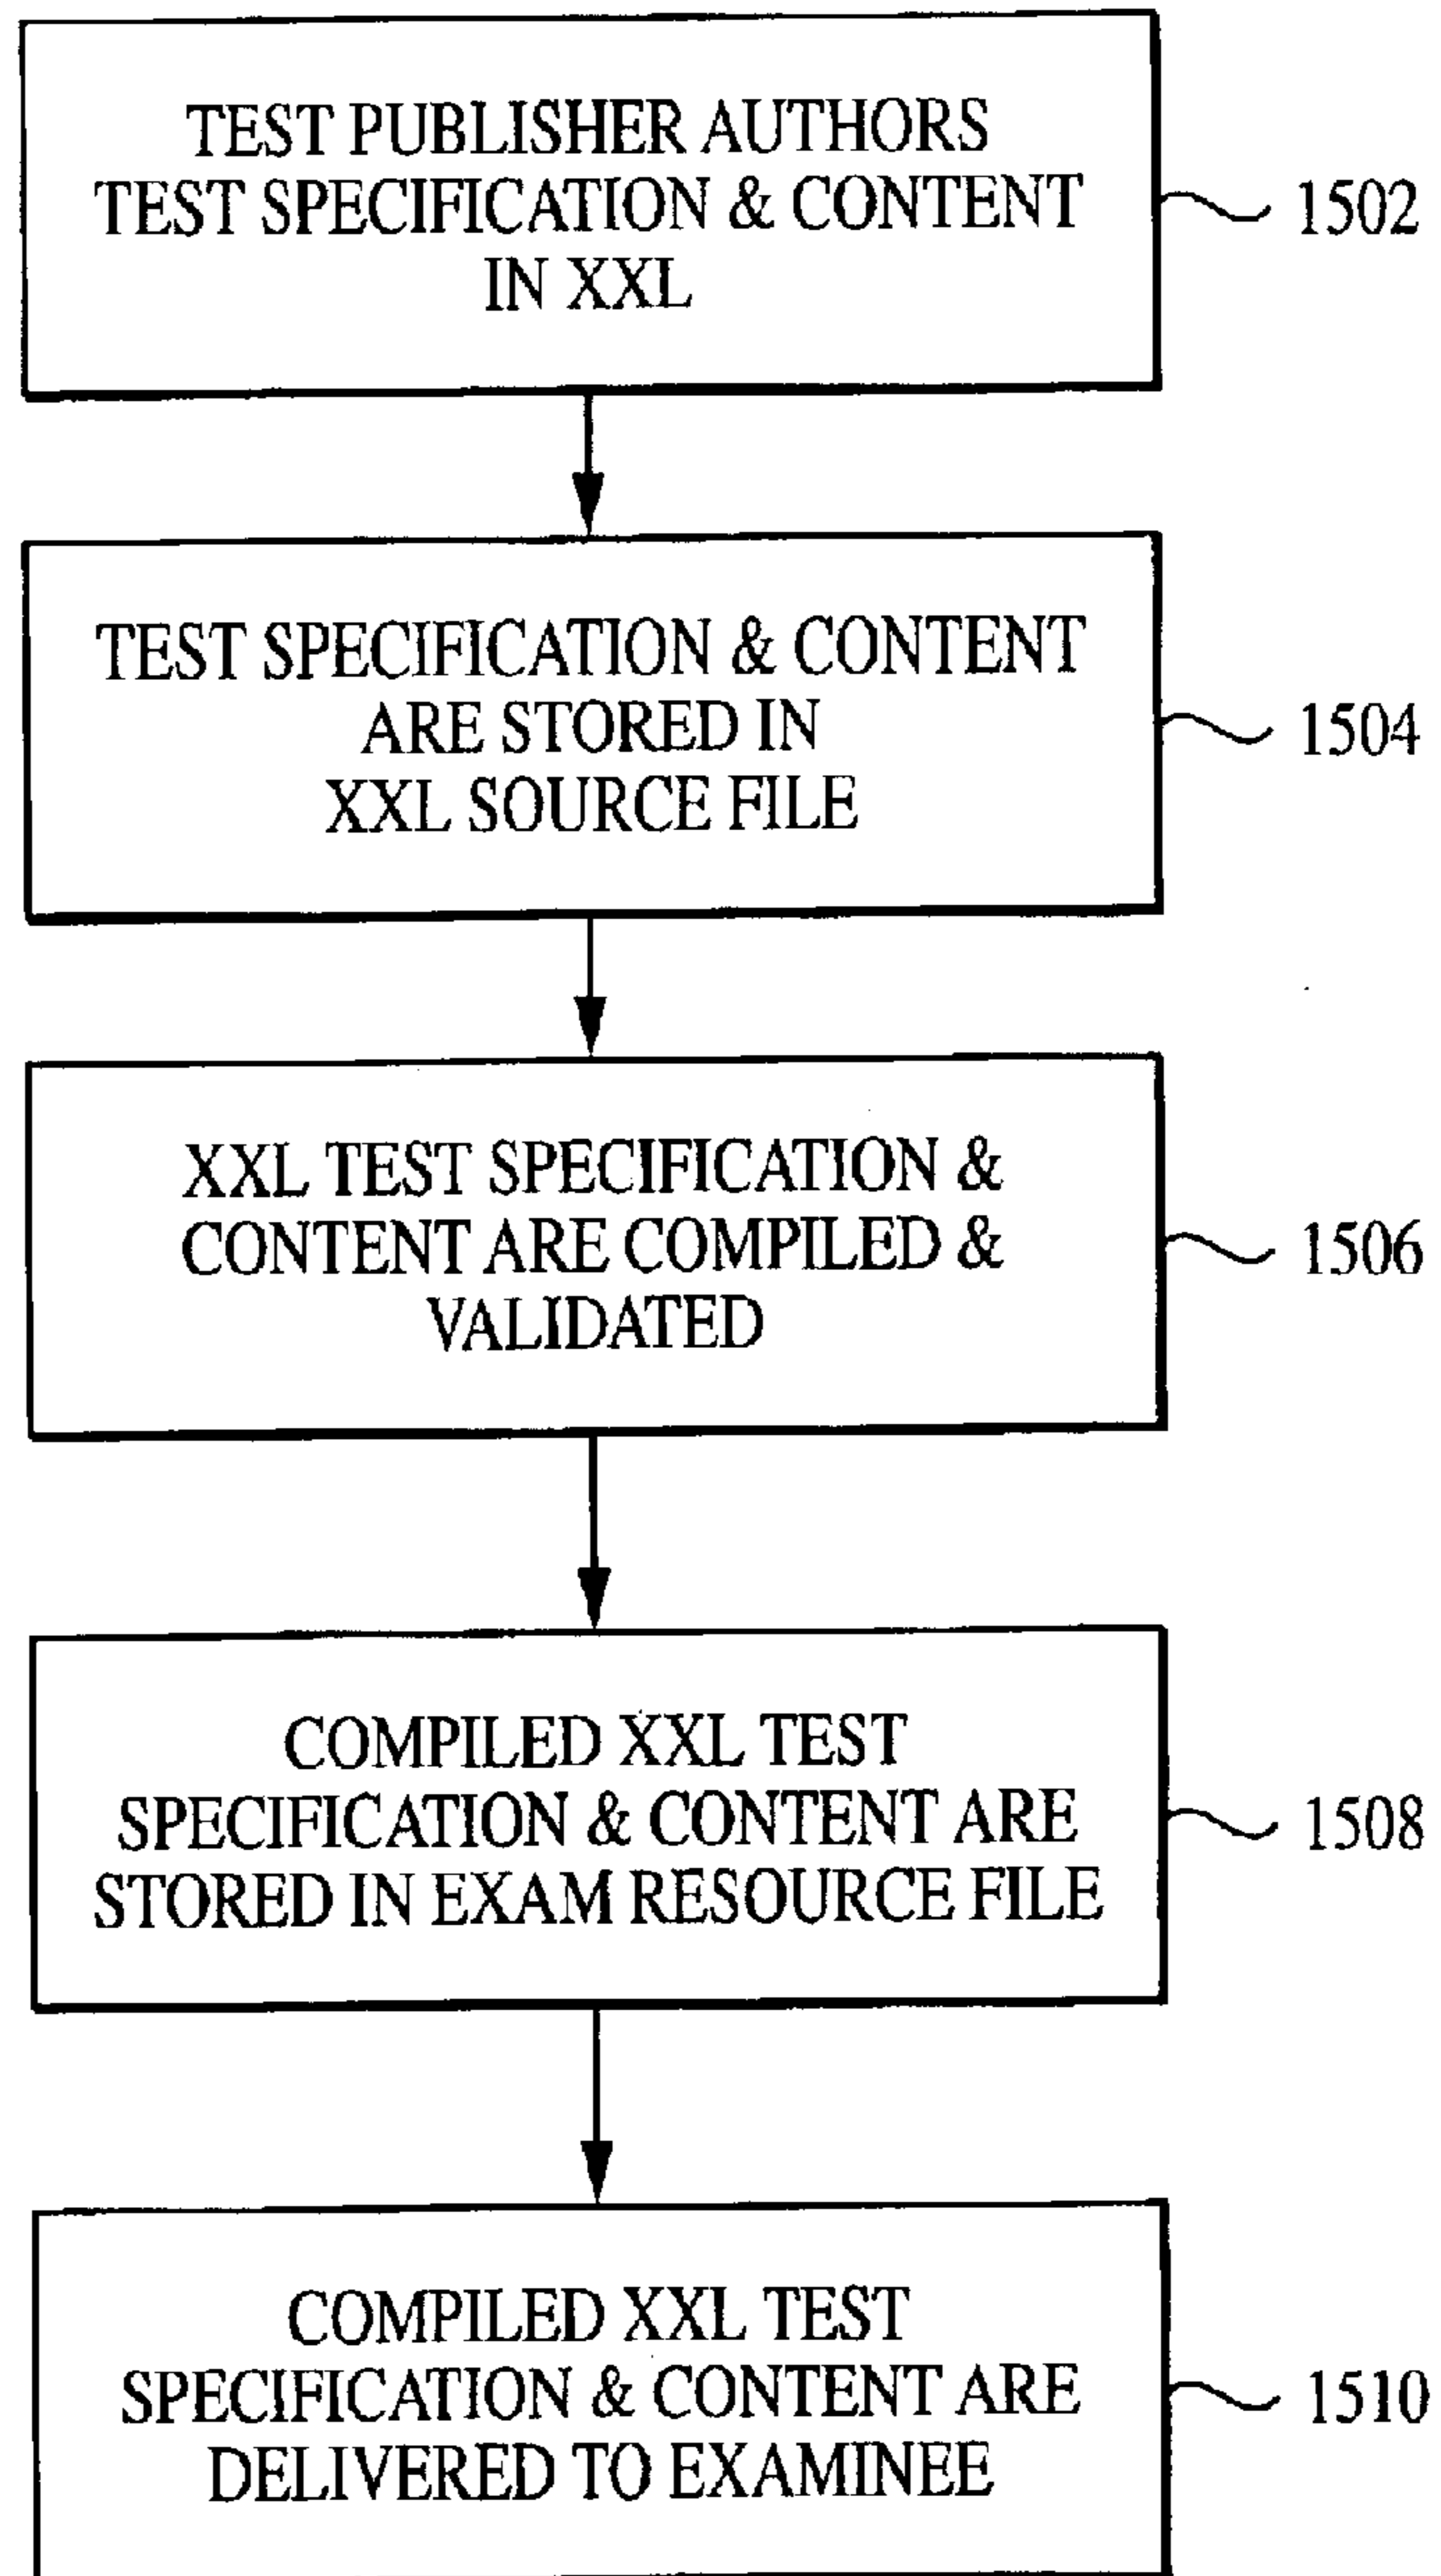 TEST PUBLISHER AUTHORS
TEST SPECIFICATION & CONTENT
IN XXL
1502
TEST SPECIFICATION & CONTENT
ARE STORED IN
XXL SOURCE FILE
1504
XXL TEST SPECIFICATION &
CONTENT ARE COMPILED &
VALIDATED
1506
COMPILED XXL TEST
SPECIFICATION & CONTENT ARE
STORED IN EXAM RESOURCE FILE
1508
COMPILED XXL TEST
SPECIFICATION & CONTENT ARE
DELIVERED TO EXAMINEE
1510